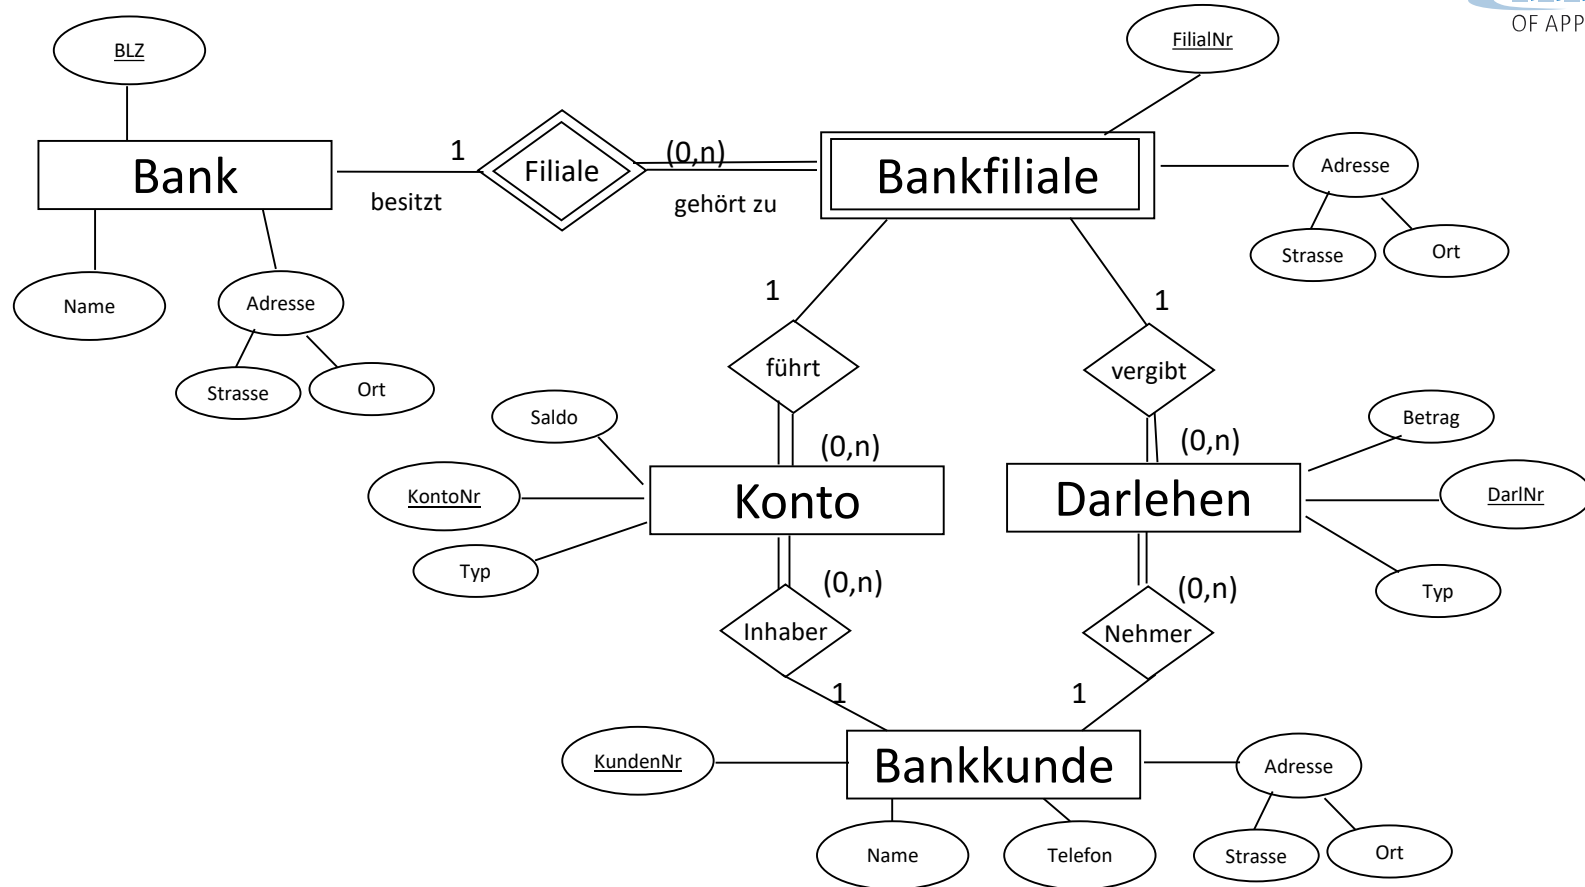 OF APP
BLZ
FilialNr
Bank
1
Filiale
(0,n)
Bankfiliale
Adresse
besitzt
gehört zu
Strasse
Ort
Name
Adresse
1
1
Strasse
Ort
führt
vergibt
Saldo
(0,n)
(0,n)
Betrag
KontoNr
Konto
Darlehen
DarlNr
Typ
Typ
(0,n)
(0,n)
Inhaber
Nehmer
1
1
KundenNr
Bankkunde
Adresse
Name
Telefon
Strasse
Ort